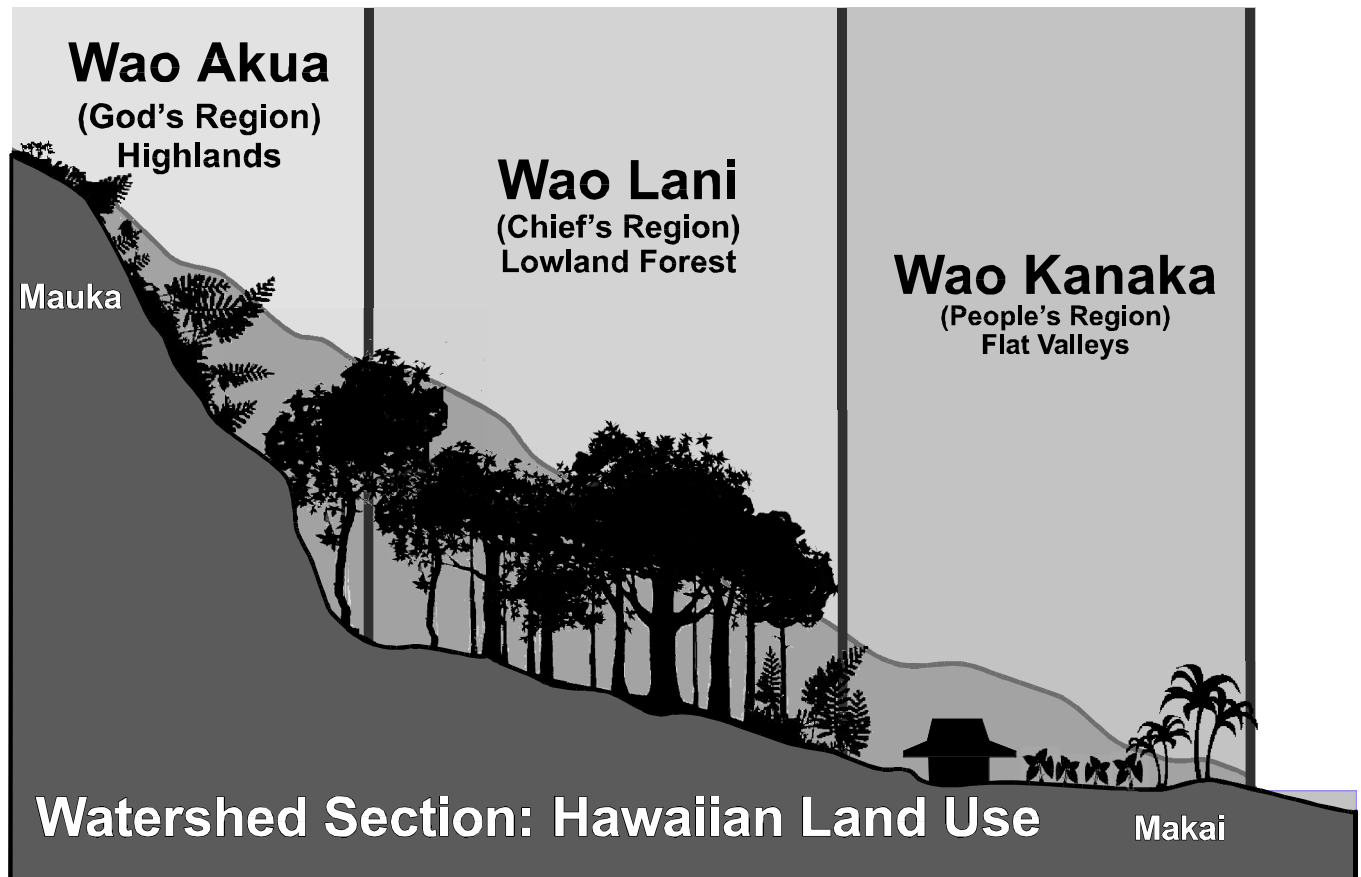 Wao Akua
(God's Region)
Highlands
Wao Lani
(Chief's Region)
Lowland Forest
Wao Kanaka
(People's Region)
Flat Valleys
Mauka
Watershed Section: Hawaiian Land Use
Makai